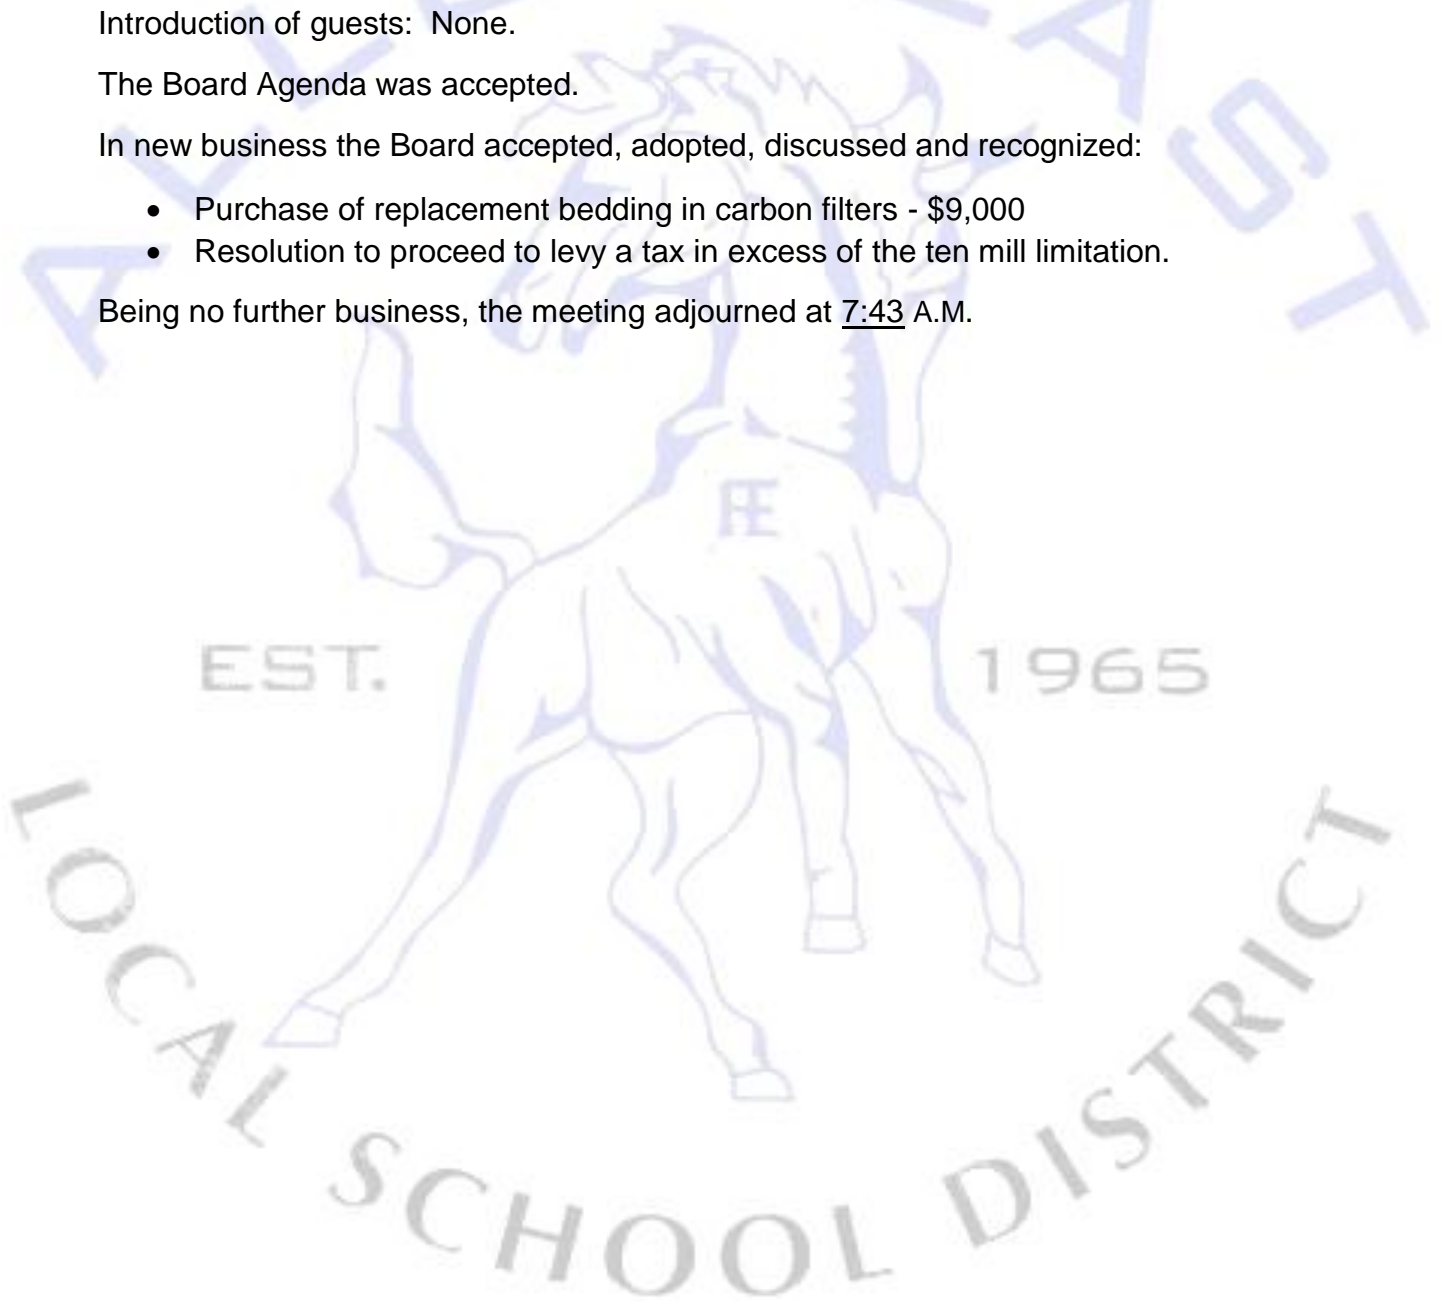 Introduction of guests: None.
The Board Agenda was accepted.
In new business the Board accepted, adopted, discussed and recognized:
• Purchase of replacement bedding in carbon filters - $9,000
• Resolution to proceed to levy a tax in excess of the ten mill limitation.
Being no further business, the meeting adjourned at 7:43 A.M.
FE
EST. 1965
LOCAL SCHOOL DISTRICT